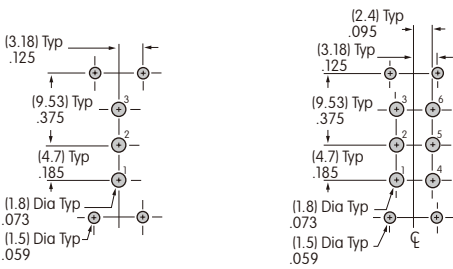 (3.18) Typ
.125
3
(9.53) Typ
.375
2
(4.7) Typ
.185
1
(1.8) Dia Typ
.073
(1.5) Dia Typ
.059
(2.4) Typ
.095
(3.18) Typ
.125
3 6
(9.53) Typ
.375
2 5
(4.7) Typ
.185
1 4
(1.8) Dia Typ
.073
(1.5) Dia Typ
.059
℄